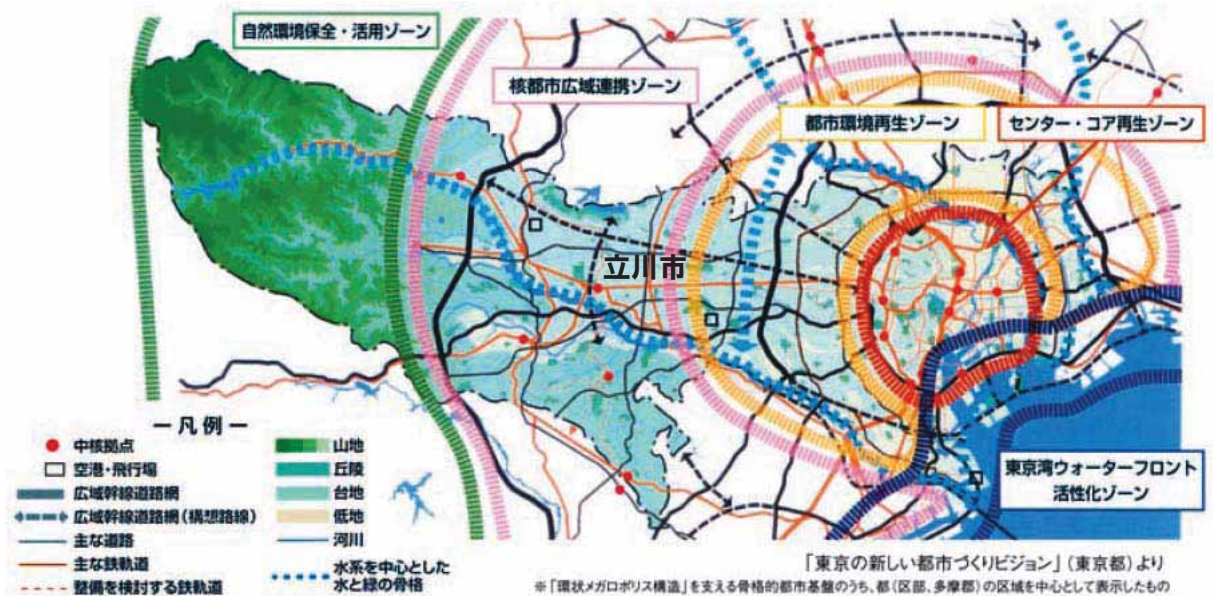 自然環境保全・活用ゾーン
核都市広域連携ゾーン
都市環境再生ゾーン
センター・コア再生ゾーン
立川市
東京湾ウォーターフロント
活性化ゾーン
ー凡例ー
中核拠点
空港・飛行場
広域幹線道路網
広域幹線道路網(構想路線)
主な道路
主な鉄軌道
整備を検討する鉄軌道
山地
丘陵
台地
低地
河川
水系を中心とした
水と緑の骨格
「東京の新しい都市づくりビジョン」(東京都)より
※「環状メガロポリス構造」を支える骨格的都市基盤のうち、都(区部、多摩部)の区域を中心として表示したもの